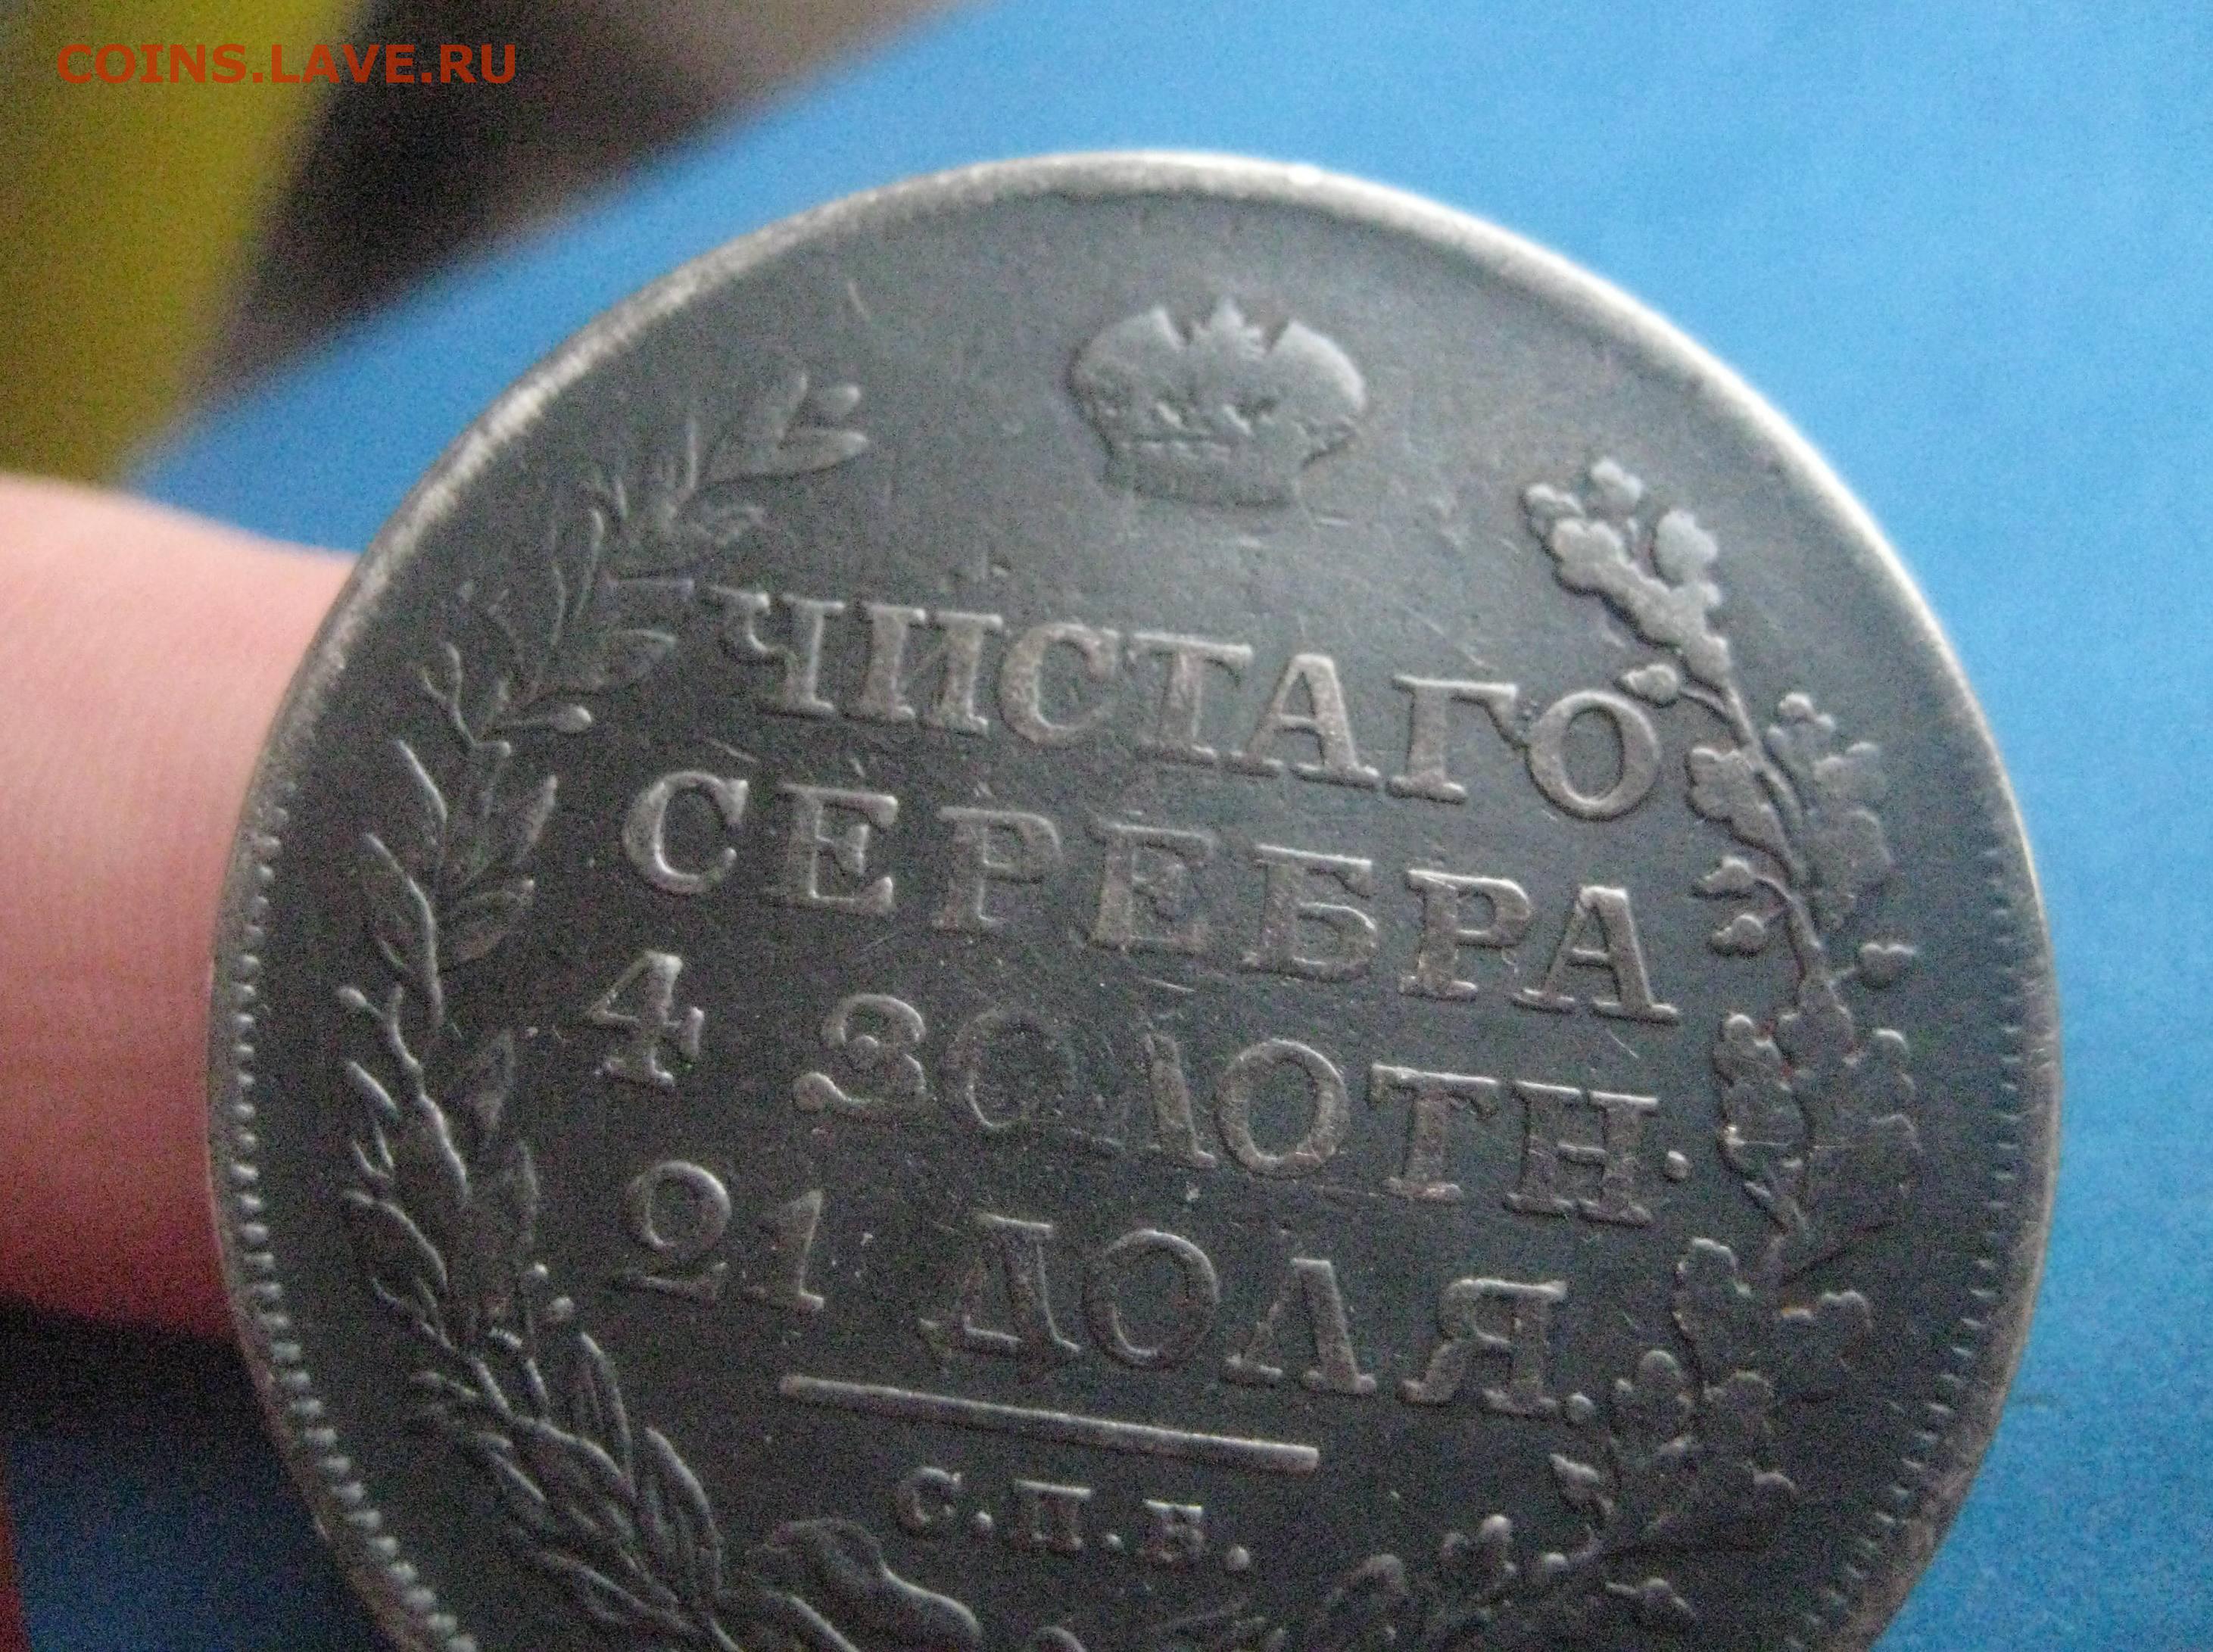 COINS.LAVE.RU
ЧИСТАГО
СЕРЕБРА
4 ЗОЛОТН.
21 ДОЛЯ.
С.П.Б.